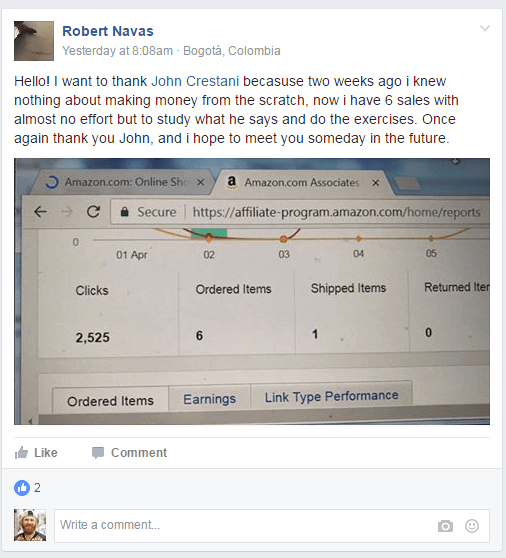 Robert Navas
Yesterday at 8:08am · Bogotá, Colombia
Hello! I want to thank John Crestani becasuse two weeks ago i knew
nothing about making money from the scratch, now i have 6 sales with
almost no effort but to study what he says and do the exercises. Once
again thank you John, and i hope to meet you someday in the future.
Amazon.com: Online Sho x
a Amazon.com Associates x
Secure https://affiliate-program.amazon.com/home/reports
0
01 Apr 02 03 04 05
Clicks Ordered Items Shipped Items Returned Iter
2,525 6 1 0
Ordered Items Earnings Link Type Performance
Like Comment
2
Write a comment...